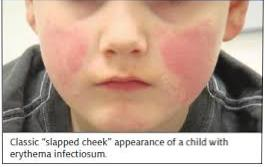 Classic "slapped cheek" appearance of a child with
erythema infectiosum.